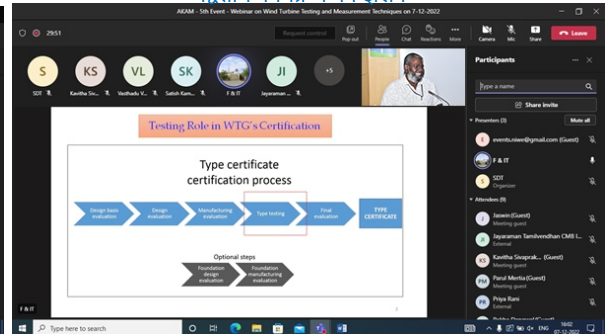 AKAM - 5th Event - Webinar on Wind Turbine Testing and Measurement Techniques on 7-12-2022
29:51
Request control
Pop out
People
Chat
Reactions
More
Camera
Mic
Share
Leave
S
KS
VL
SK
JI
+5
SDT
Kavitha Siv...
Vasthadu V...
Satish Kum...
F & IT
Jayaraman ...
Testing Role in WTG's Certification
Type certificate
certification process
Design basis evaluation
Design evaluation
Manufacturing evaluation
Type testing
Final evaluation
TYPE CERTIFICATE
Optional steps
Foundation design evaluation
Foundation manufacturing evaluation
F & IT
Participants
Type a name
Share invite
Presenters (3)
Mute all
E
events.niwe@gmail.com (Guest)
F & IT
S
SDT
Organizer
Attendees (9)
J
Jaswin (Guest)
Meeting guest
JI
Jayaraman Tamilvendhan CMB I...
External
KS
Kavitha Sivaprak... (Guest)
Meeting guest
PM
Parul Mertia (Guest)
Meeting guest
PR
Priya Rani
External
Type here to search
ENG
16:02
07-12-2022